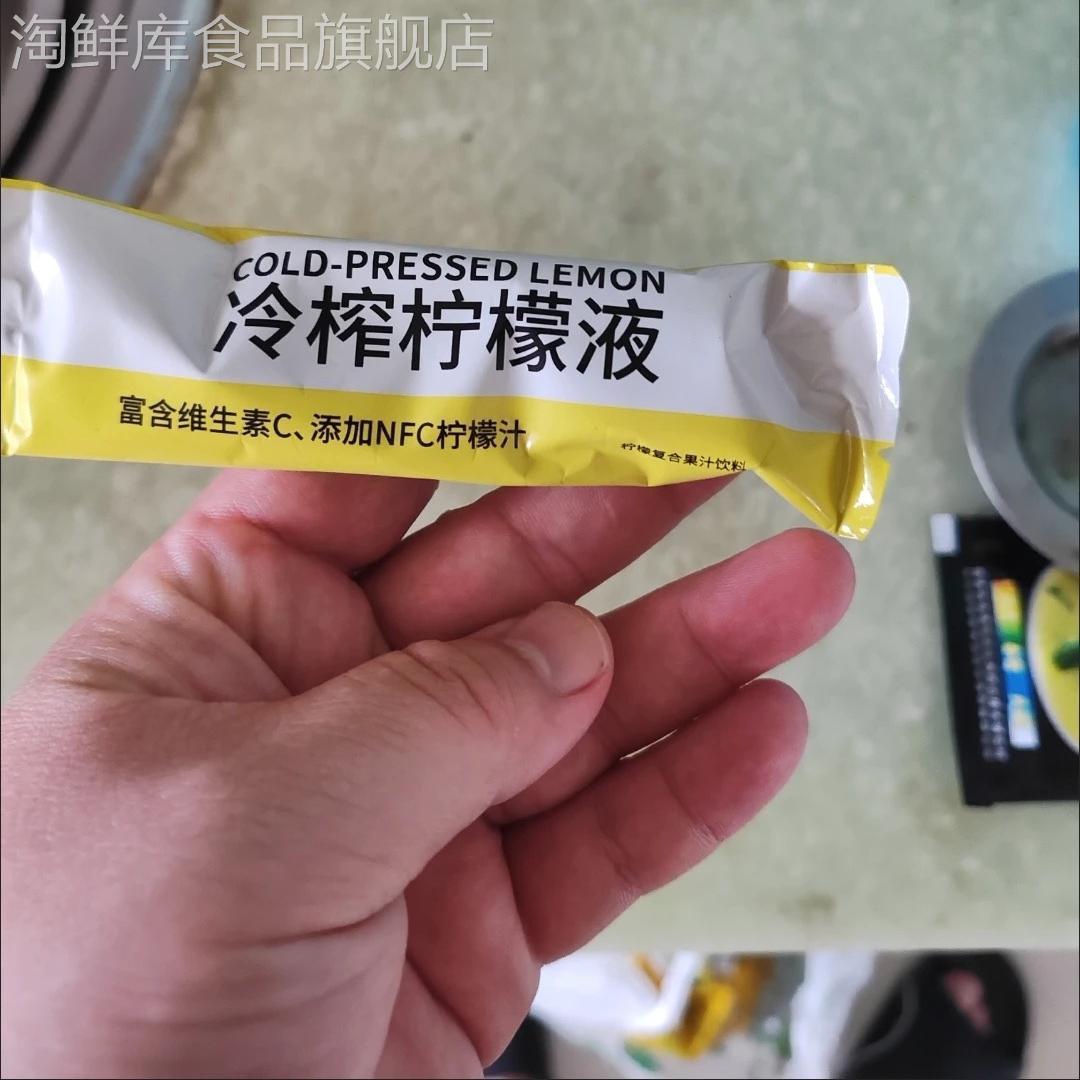 淘鲜库食品旗舰店
COLD-PRESSED LEMON
冷榨柠檬液
富含维生素C、添加NFC柠檬汁
柠檬复合果汁饮料